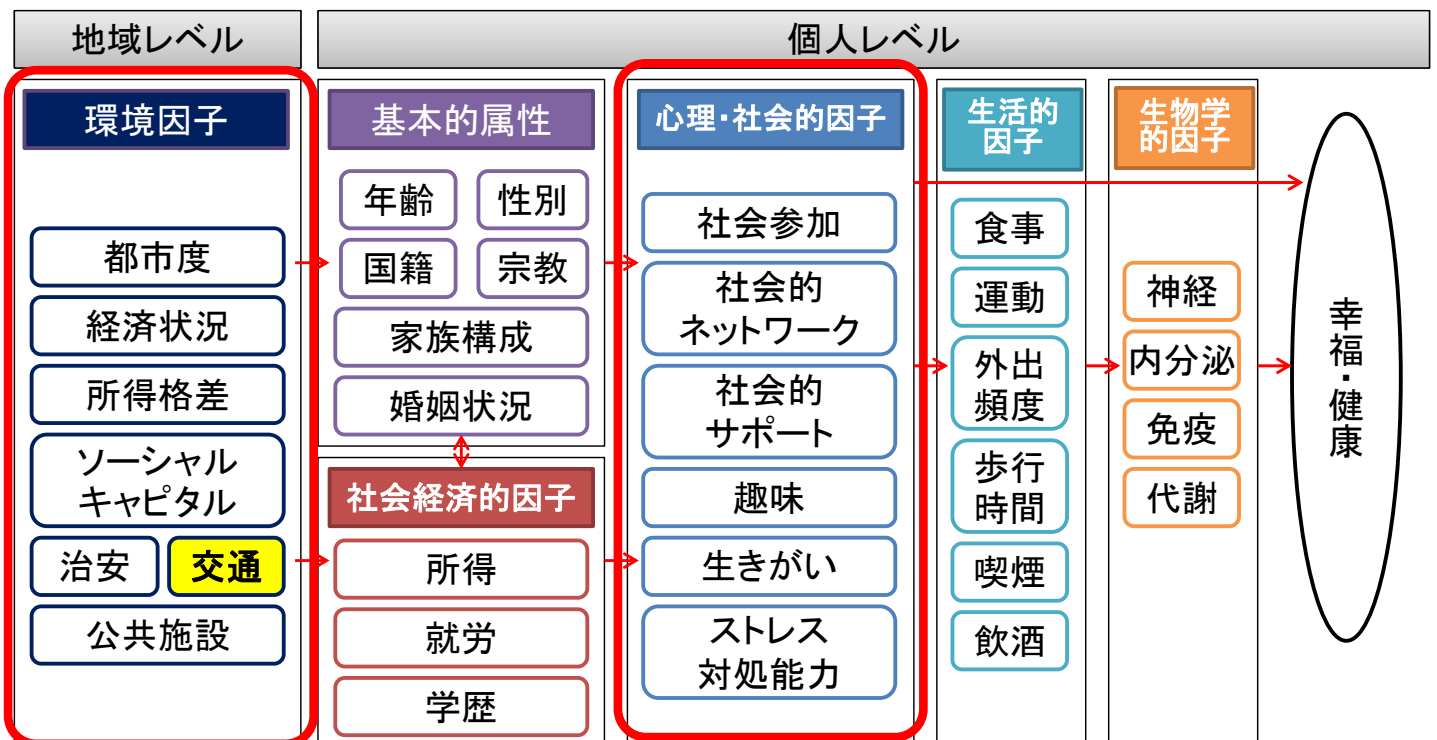 地域レベル
個人レベル
環境因子
都市度
経済状況
所得格差
ソーシャル
キャピタル
治安
交通
公共施設
基本的属性
年齢
性別
国籍
宗教
家族構成
婚姻状況
社会経済的因子
所得
就労
学歴
心理・社会的因子
社会参加
社会的
ネットワーク
社会的
サポート
趣味
生きがい
ストレス
対処能力
生活的
因子
食事
運動
外出
頻度
歩行
時間
喫煙
飲酒
生物学
的因子
神経
内分泌
免疫
代謝
幸福・健康